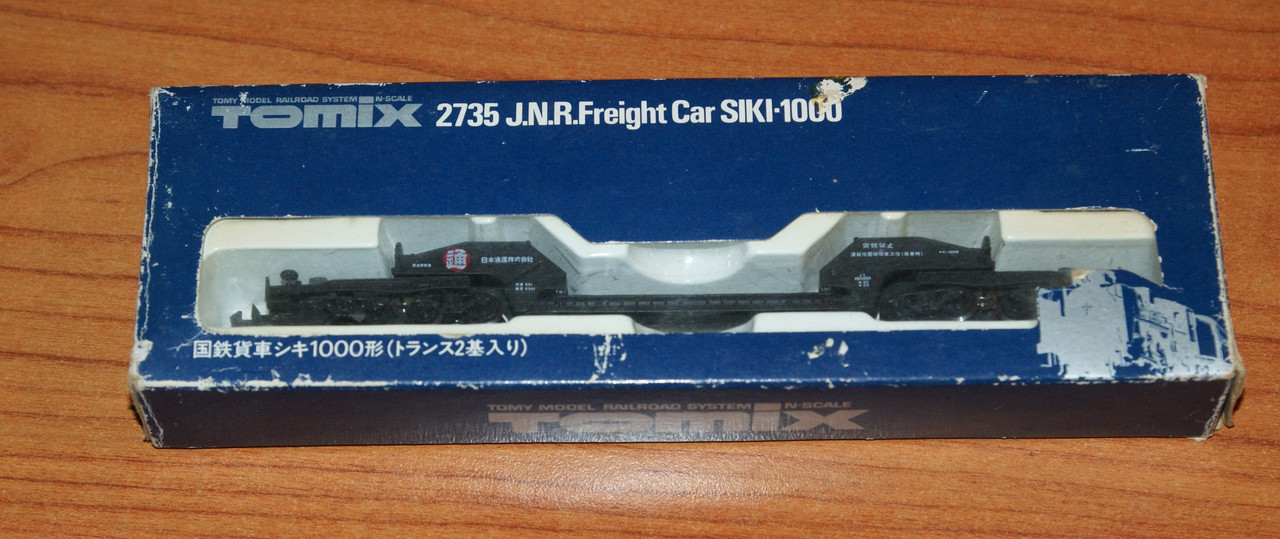 TOMY MODEL RAILROAD SYSTEM N-SCALE
TOMIX 2735 J.N.R.Freight Car SIKI-1000
通 日本通運株式会社
国鉄貨車シキ1000形(トランス2基入り)
TOMY MODEL RAILROAD SYSTEM N-SCALE
TOMIX